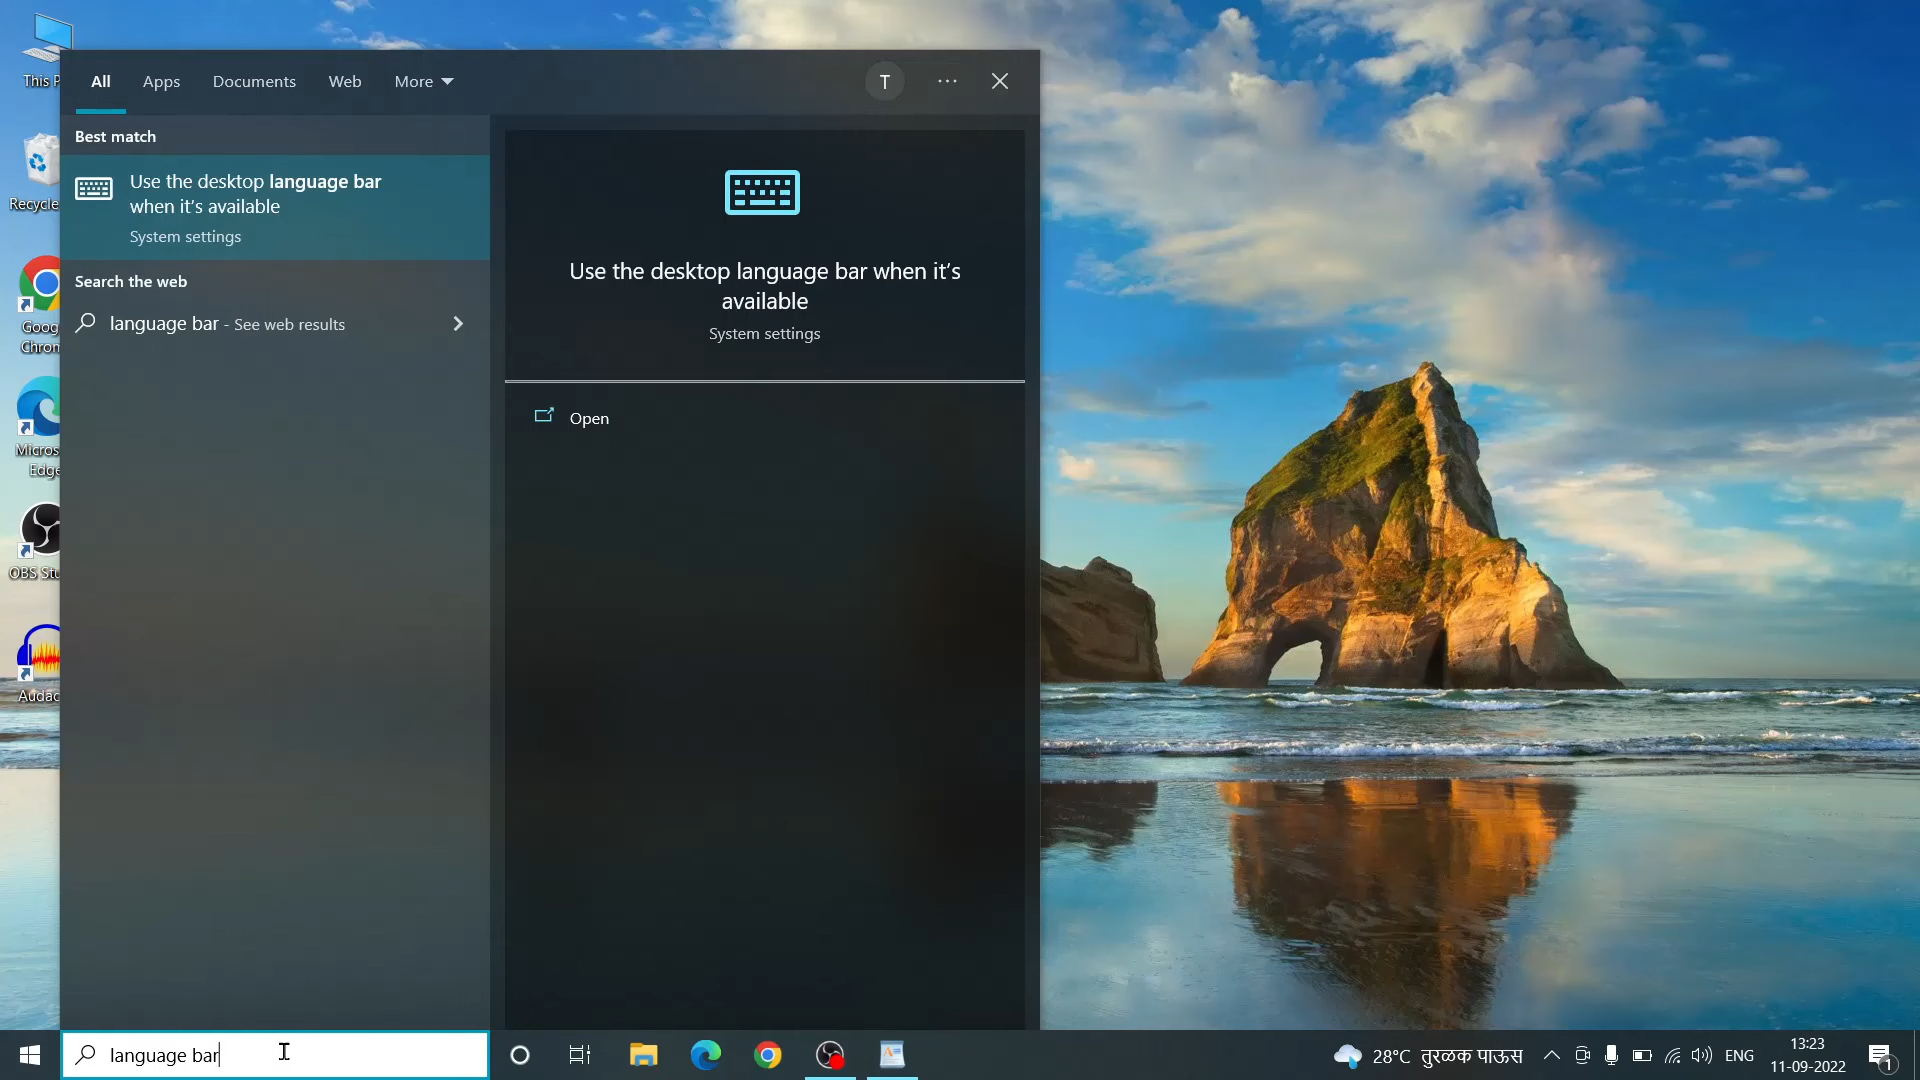 This P
Recycle
Goog
Chrom
Micros
Edge
OBS Stu
Audac
All Apps Documents Web More T
Best match
Use the desktop language bar
when it's available
System settings
Search the web
language bar - See web results
Use the desktop language bar when it's
available
System settings
Open
language bar
28°C तुरळक पाऊस ENG
13:23
11-09-2022
1